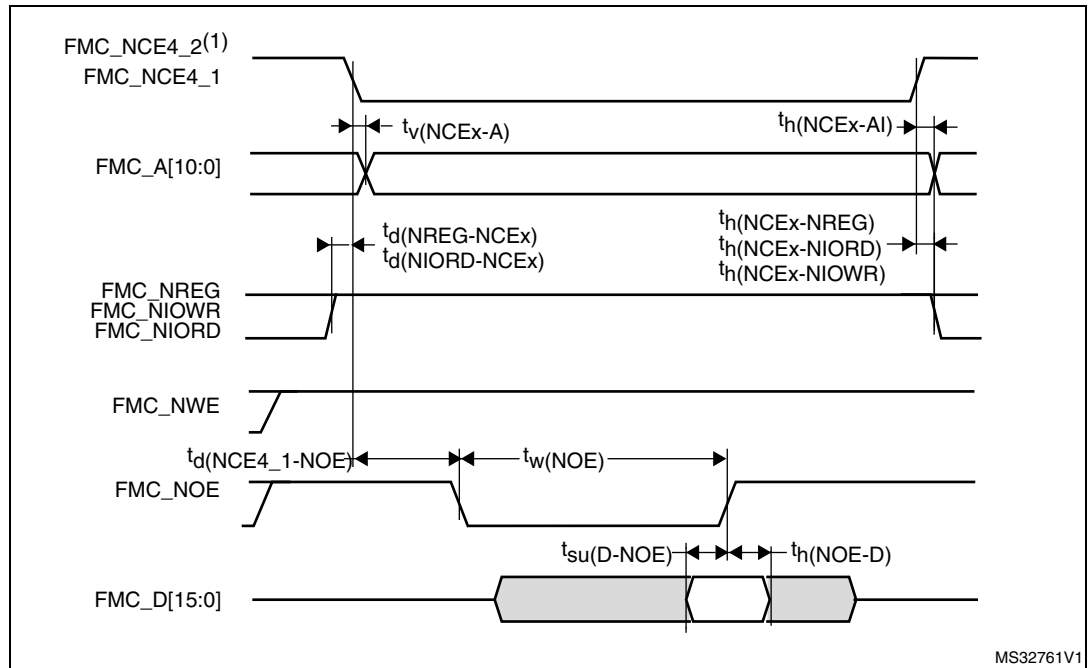 FMC_NCE4_2(1)
FMC_NCE4_1
tv(NCEx-A)
th(NCEx-AI)
FMC_A[10:0]
td(NREG-NCEx)
td(NIORD-NCEx)
th(NCEx-NREG)
th(NCEx-NIORD)
th(NCEx-NIOWR)
FMC_NREG
FMC_NIOWR
FMC_NIORD
FMC_NWE
td(NCE4_1-NOE)
tw(NOE)
FMC_NOE
tsu(D-NOE)
th(NOE-D)
FMC_D[15:0]
MS32761V1